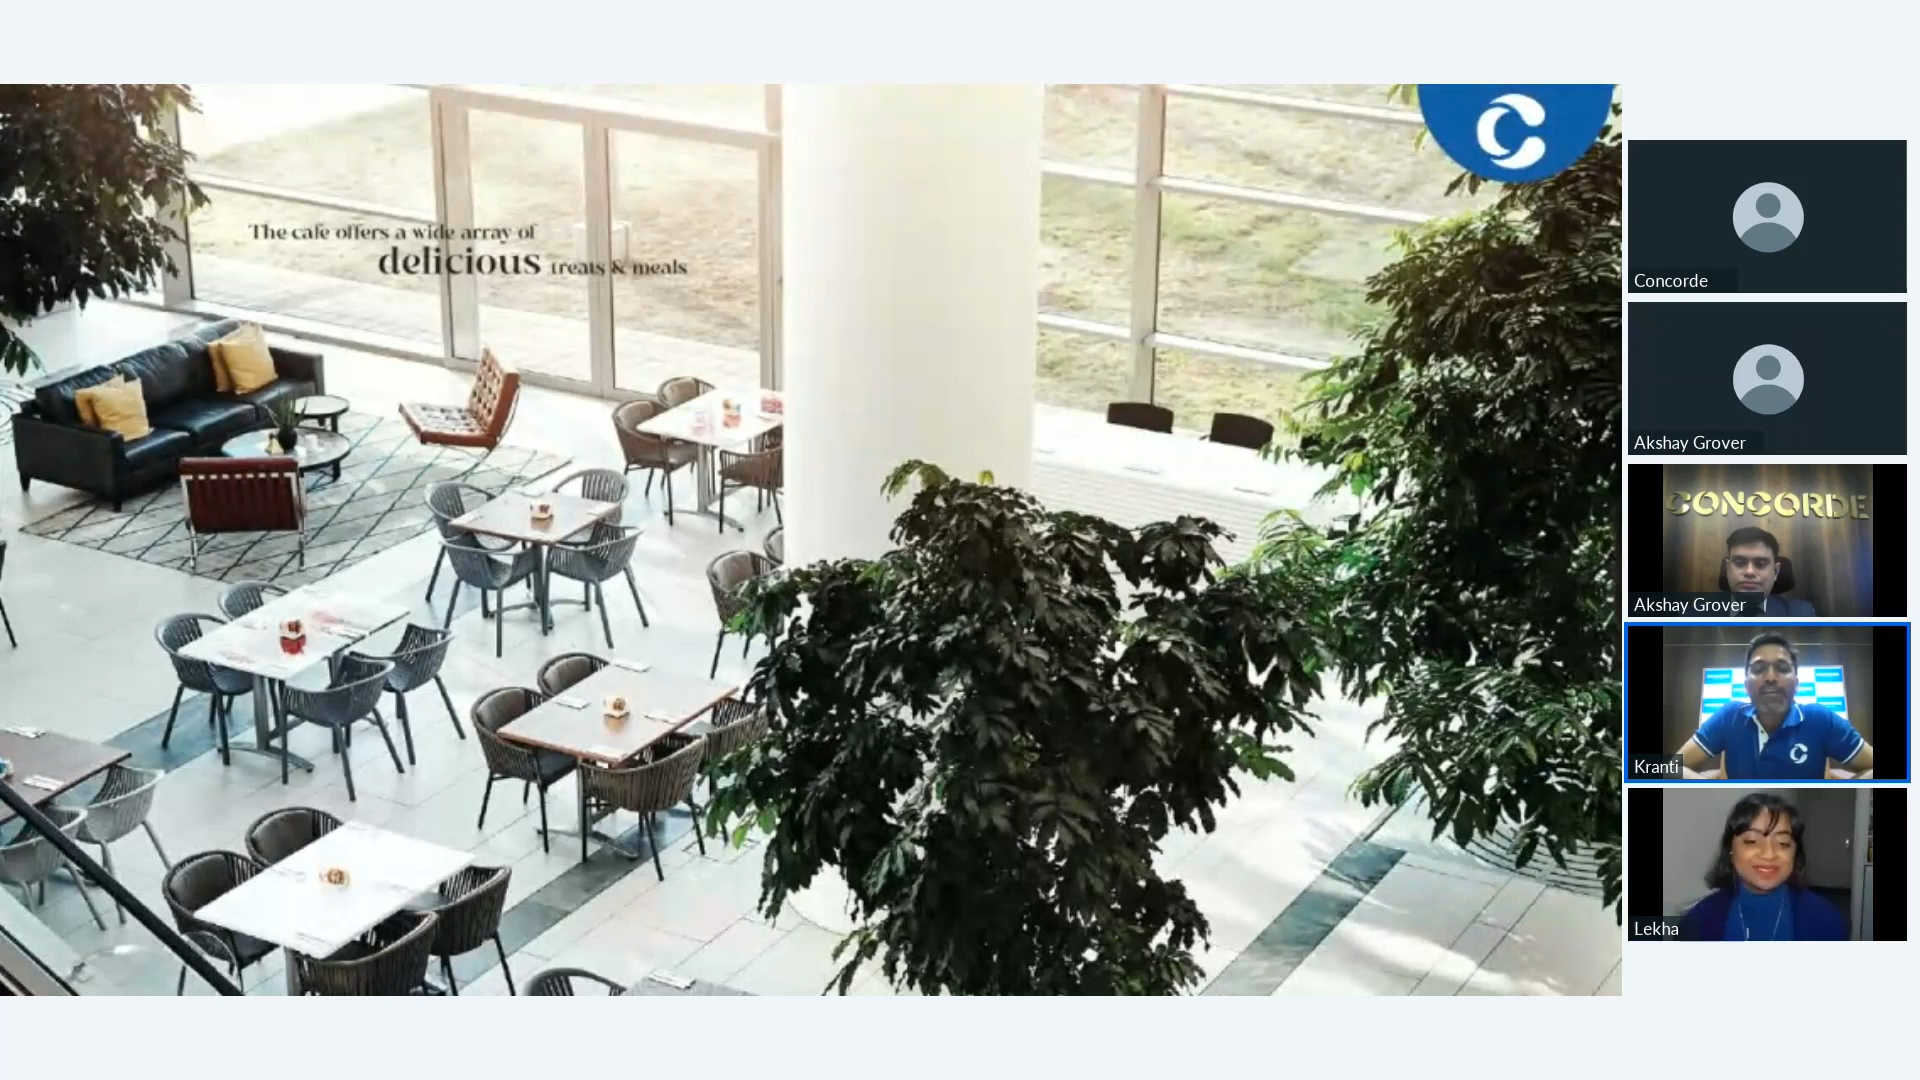 The cafe offers a wide array of
delicious treats & meals
Concorde
Akshay Grover
CONCORDE
Akshay Grover
Kranti
Lekha